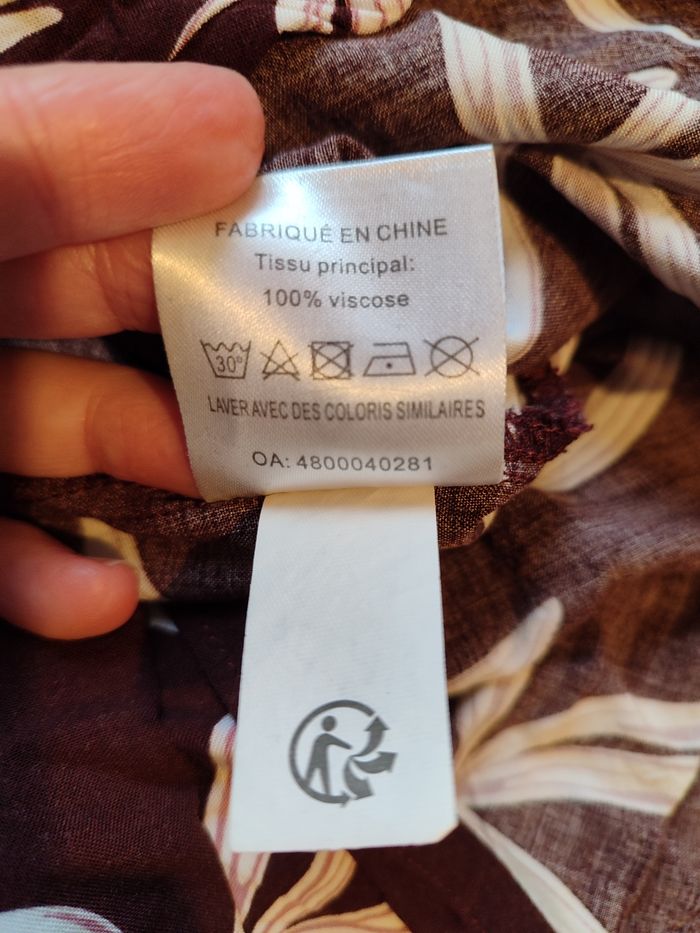 FABRIQUÉ EN CHINE
Tissu principal:
100% viscose
30°
LAVER AVEC DES COLORIS SIMILAIRES
OA: 4800040281